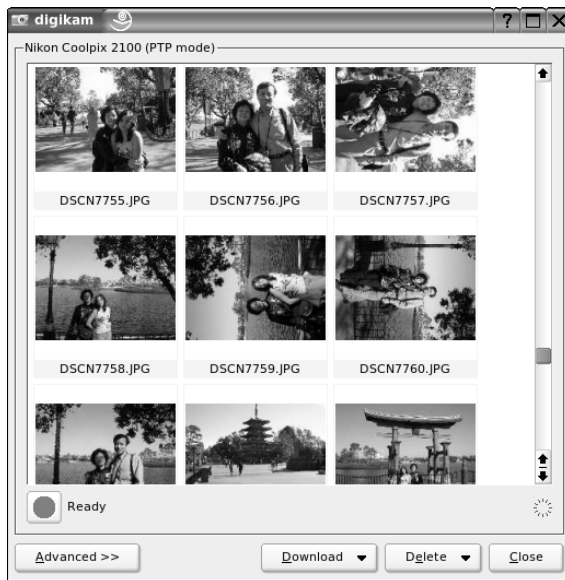 digikam
Nikon Coolpix 2100 (PTP mode)
DSCN7755.JPG DSCN7756.JPG DSCN7757.JPG
DSCN7758.JPG DSCN7759.JPG DSCN7760.JPG
Ready
Advanced >> Download Delete Close